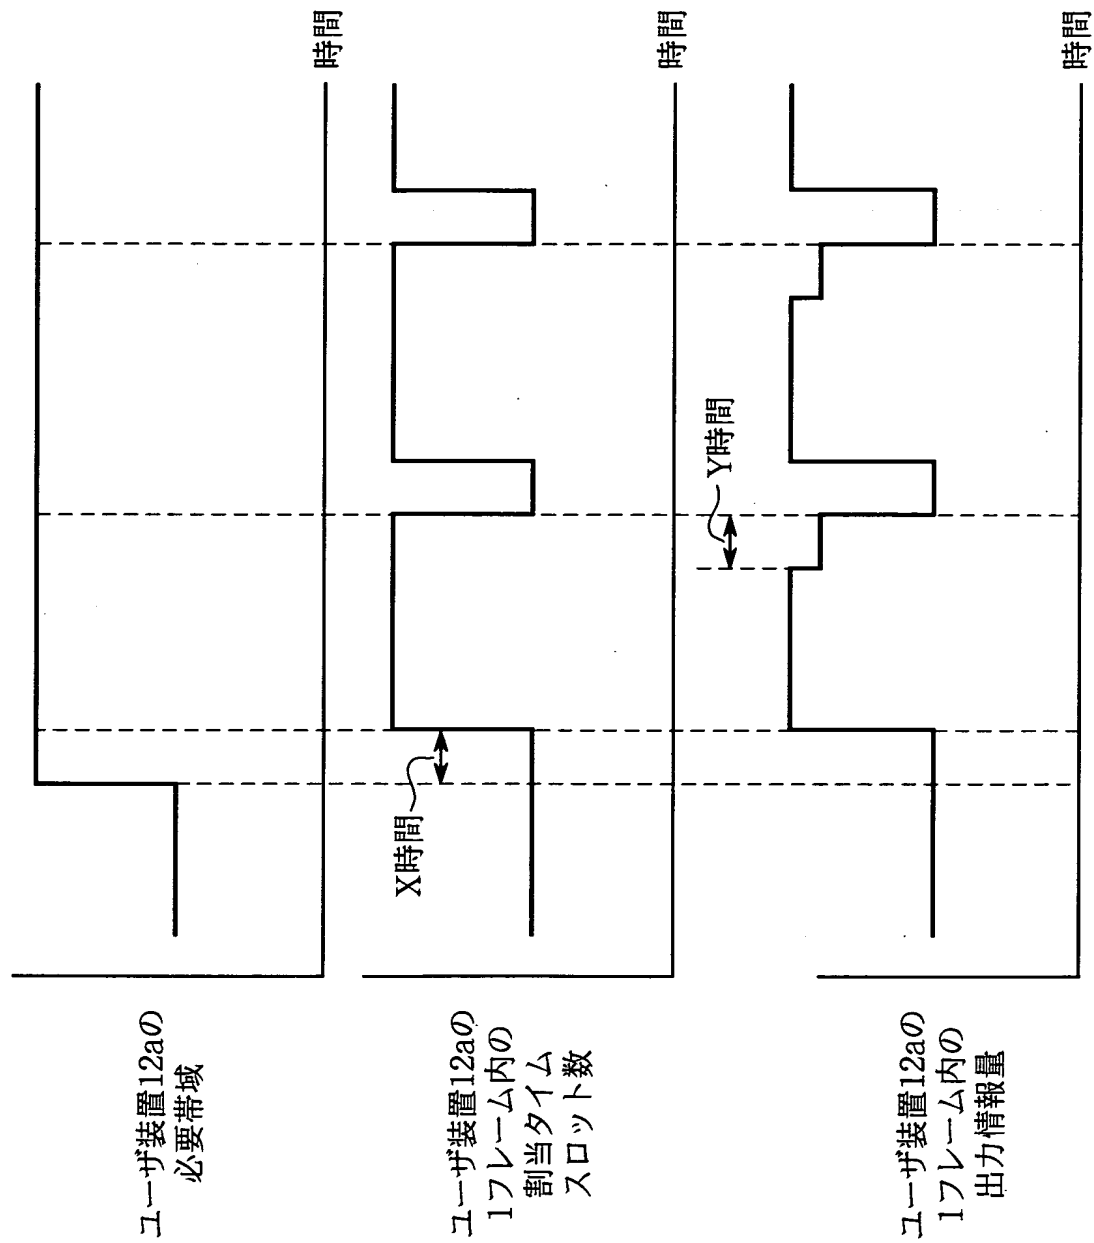 ユーザ装置12aの
必要帯域
時間
X時間
ユーザ装置12aの
1フレーム内の
割当タイム
スロット数
時間
Y時間
ユーザ装置12aの
1フレーム内の
出力情報量
時間